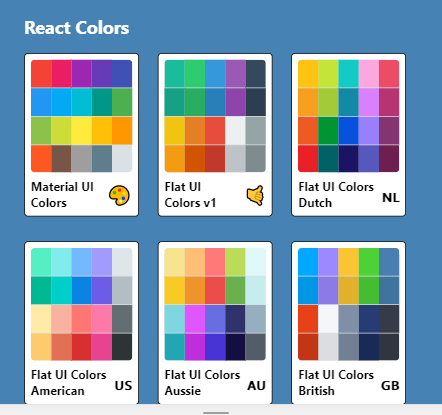 React Colors
Material UI
Colors
Flat UI
Colors v1
Flat UI Colors
Dutch
NL
Flat UI Colors
American
US
Flat UI Colors
Aussie
AU
Flat UI Colors
British
GB